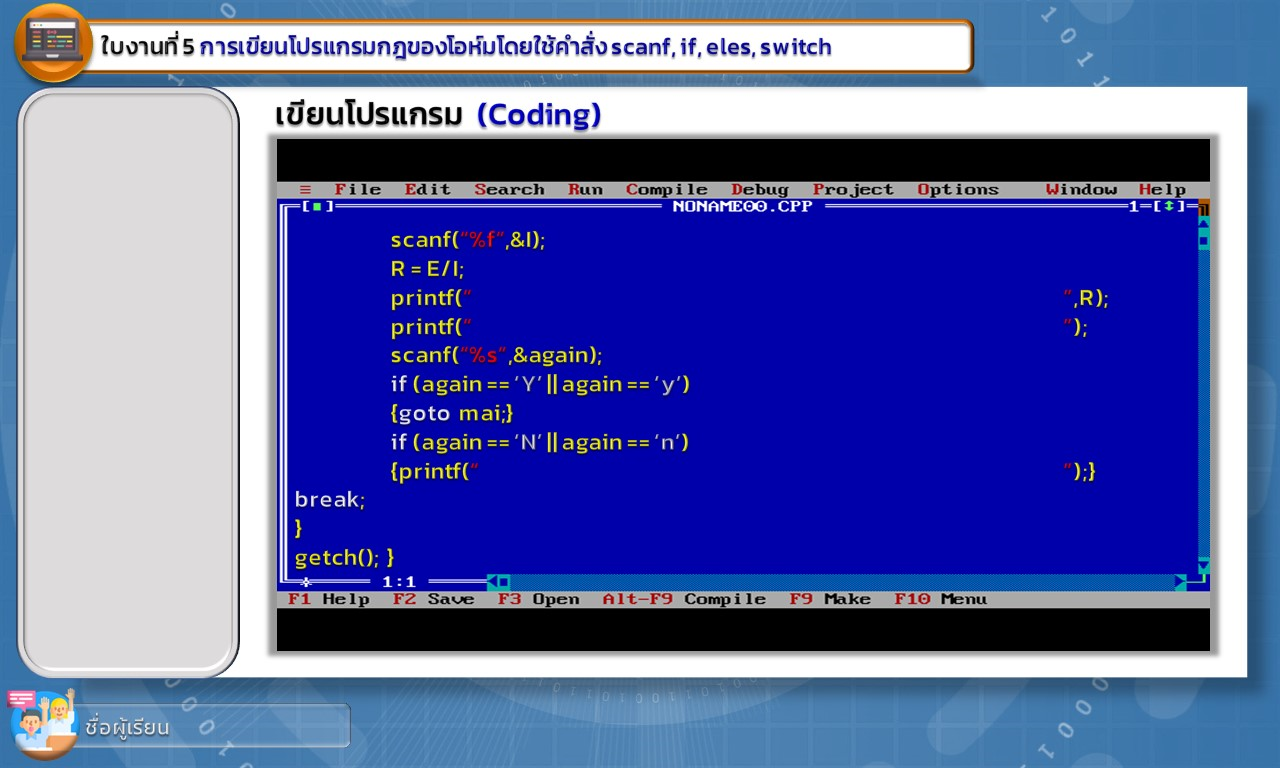 ใบงานที่ 5 การเขียนโปรแกรมกฎของโอห์มโดยใช้คำสั่ง scanf, if, eles, switch
เขียนโปรแกรม (Coding)
≡ File Edit Search Run Compile Debug Project Options Window Help
[■] NONAME00.CPP 1=[↕]
scanf("%f",&I);
R = E/I;
printf(" ",R);
printf(" ");
scanf("%s",&again);
if (again == 'Y' || again == 'y')
{goto mai;}
if (again == 'N' || again == 'n')
{printf(" ");}
break;
}
getch(); }
1:1
F1 Help F2 Save F3 Open Alt-F9 Compile F9 Make F10 Menu
ชื่อผู้เรียน